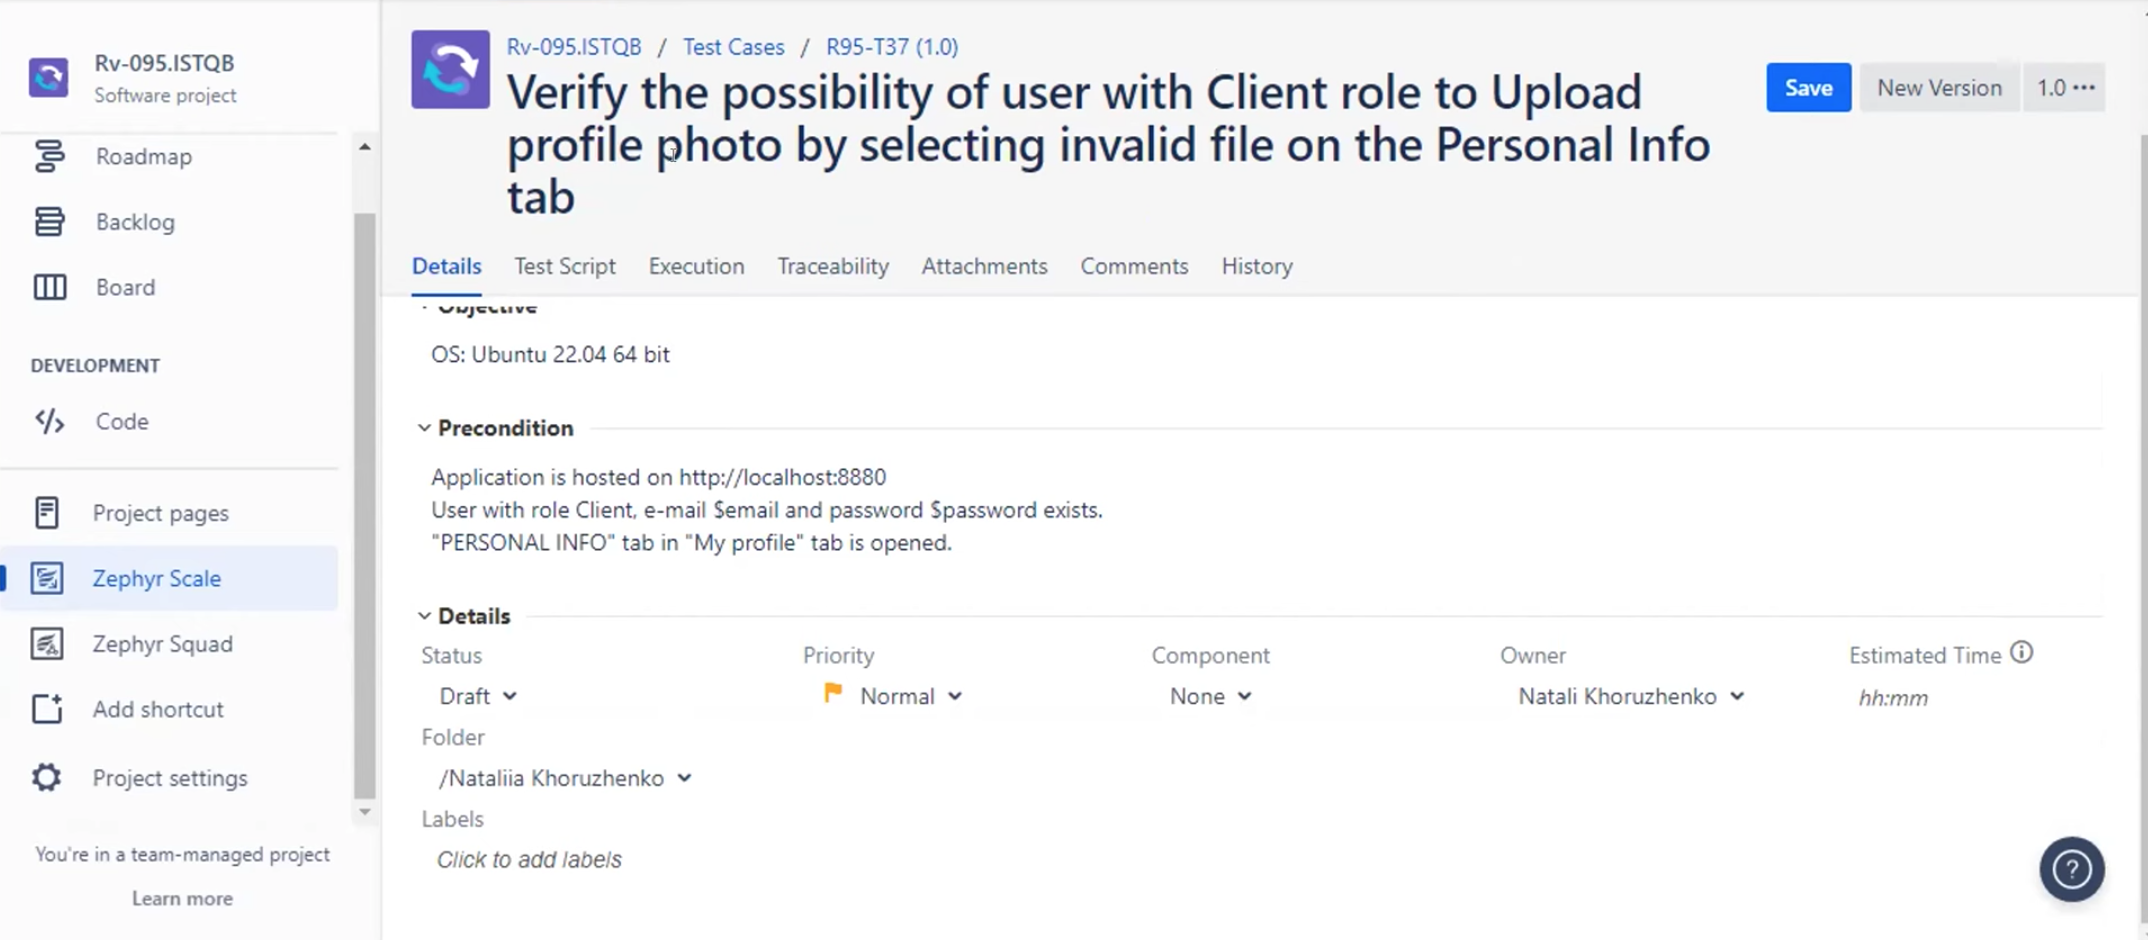 Rv-095.ISTQB
Software project
Roadmap
Backlog
Board
DEVELOPMENT
Code
Project pages
Zephyr Scale
Zephyr Squad
Add shortcut
Project settings
You're in a team-managed project
Learn more
Rv-095.ISTQB / Test Cases / R95-T37 (1.0)
Verify the possibility of user with Client role to Upload
profile photo by selecting invalid file on the Personal Info
tab
Save New Version 1.0 •••
Details Test Script Execution Traceability Attachments Comments History
Objective
OS: Ubuntu 22.04 64 bit
Precondition
Application is hosted on http://localhost:8880
User with role Client, e-mail $email and password $password exists.
"PERSONAL INFO" tab in "My profile" tab is opened.
Details
Status Priority Component Owner Estimated Time
Draft Normal None Natali Khoruzhenko hh:mm
Folder
/Nataliia Khoruzhenko
Labels
Click to add labels